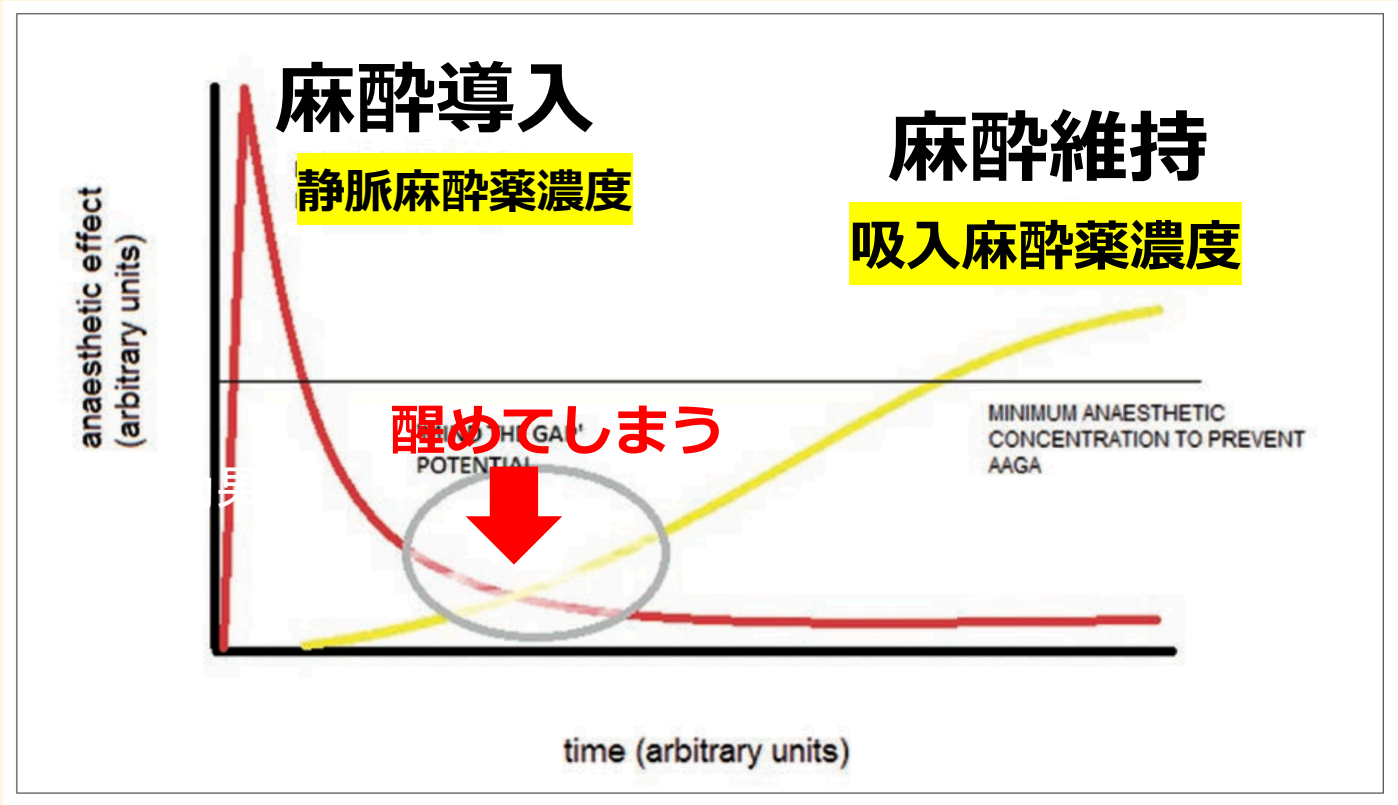 麻酔導入
静脈麻酔薬濃度
麻酔維持
吸入麻酔薬濃度
anaesthetic effect
(arbitrary units)
醒めてしまう
THE GAP'
POTENTIAL
MINIMUM ANAESTHETIC
CONCENTRATION TO PREVENT
AAGA
time (arbitrary units)